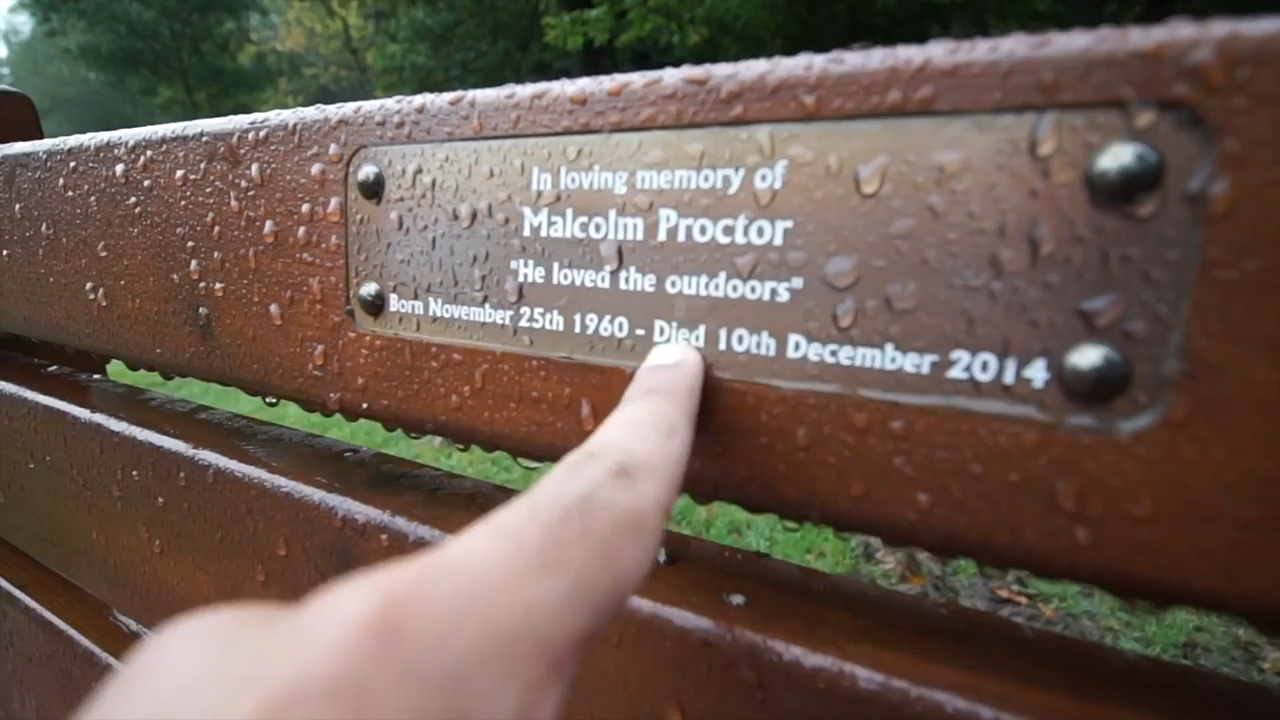 In loving memory of
Malcolm Proctor
"He loved the outdoors"
Born November 25th 1960 - Died 10th December 2014